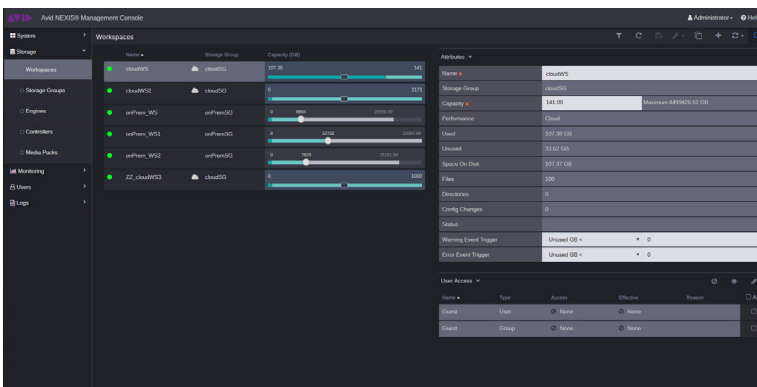 AVID Avid NEXIS® Management Console
Administrator
System
Workspaces
Storage
Name
Storage Group
Capacity (GB)
Attributes
Workspaces
cloudWS
cloudSG
107.38
141
Name
cloudWS
Storage Group
cloudSG
Storage Groups
cloudWS2
cloudSG
0
3173
Capacity
141.00
Performance
Cloud
Engines
onPrem_WS
onPremSG
0
9884
Used
107.38 GB
Controllers
onPrem_WS1
onPremSG
0
12732
Unused
33.62 GB
Space On Disk
107.37 GB
Media Packs
onPrem_WS2
onPremSG
0
7879
Files
100
Monitoring
ZZ_cloudWS3
cloudSG
0
1000
Directories
0
Users
Config Changes
0
Logs
Status
Warning Event Trigger
Unused GB <
0
Error Event Trigger
Unused GB <
0
User Access
Name
Type
Access
Effective
Reason
Guest
User
None
None
Guest
Group
None
None